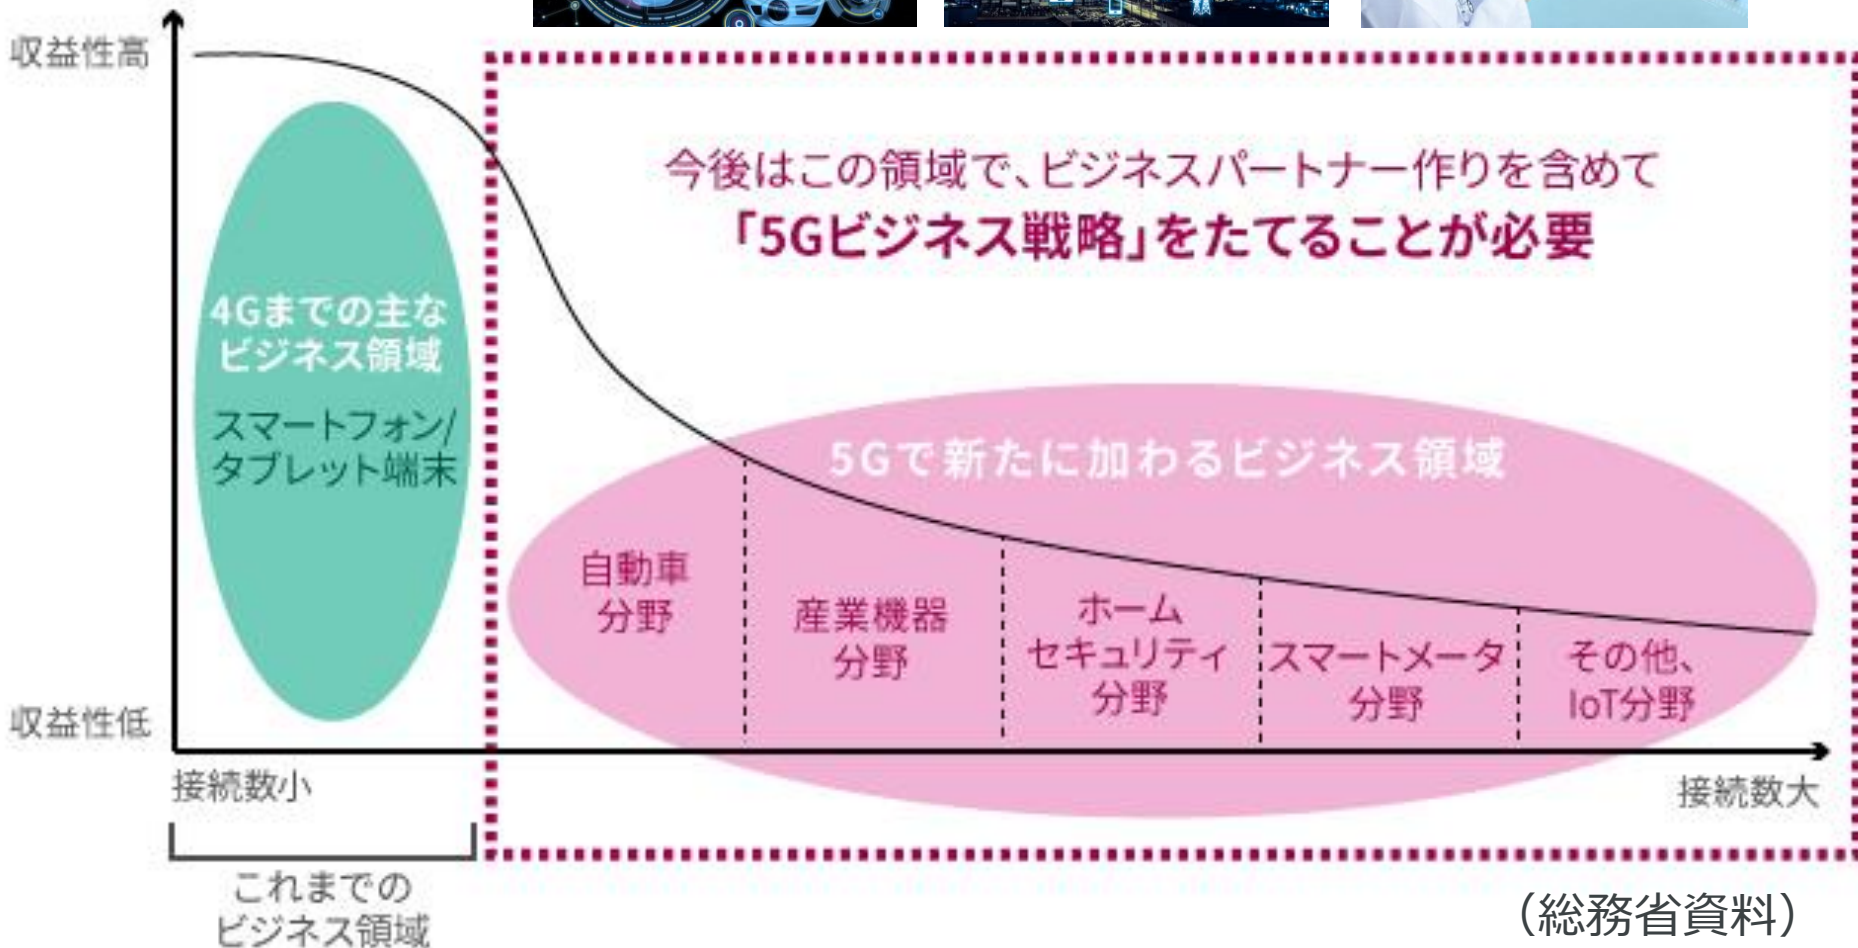 収益性高
今後はこの領域で、ビジネスパートナー作りを含めて
「5Gビジネス戦略」をたてることが必要
4Gまでの主な
ビジネス領域
スマートフォン/
タブレット端末
5Gで新たに加わるビジネス領域
自動車
分野
産業機器
分野
ホーム
セキュリティ
分野
スマートメータ
分野
その他、
IoT分野
収益性低
接続数小
接続数大
これまでの
ビジネス領域
（総務省資料）